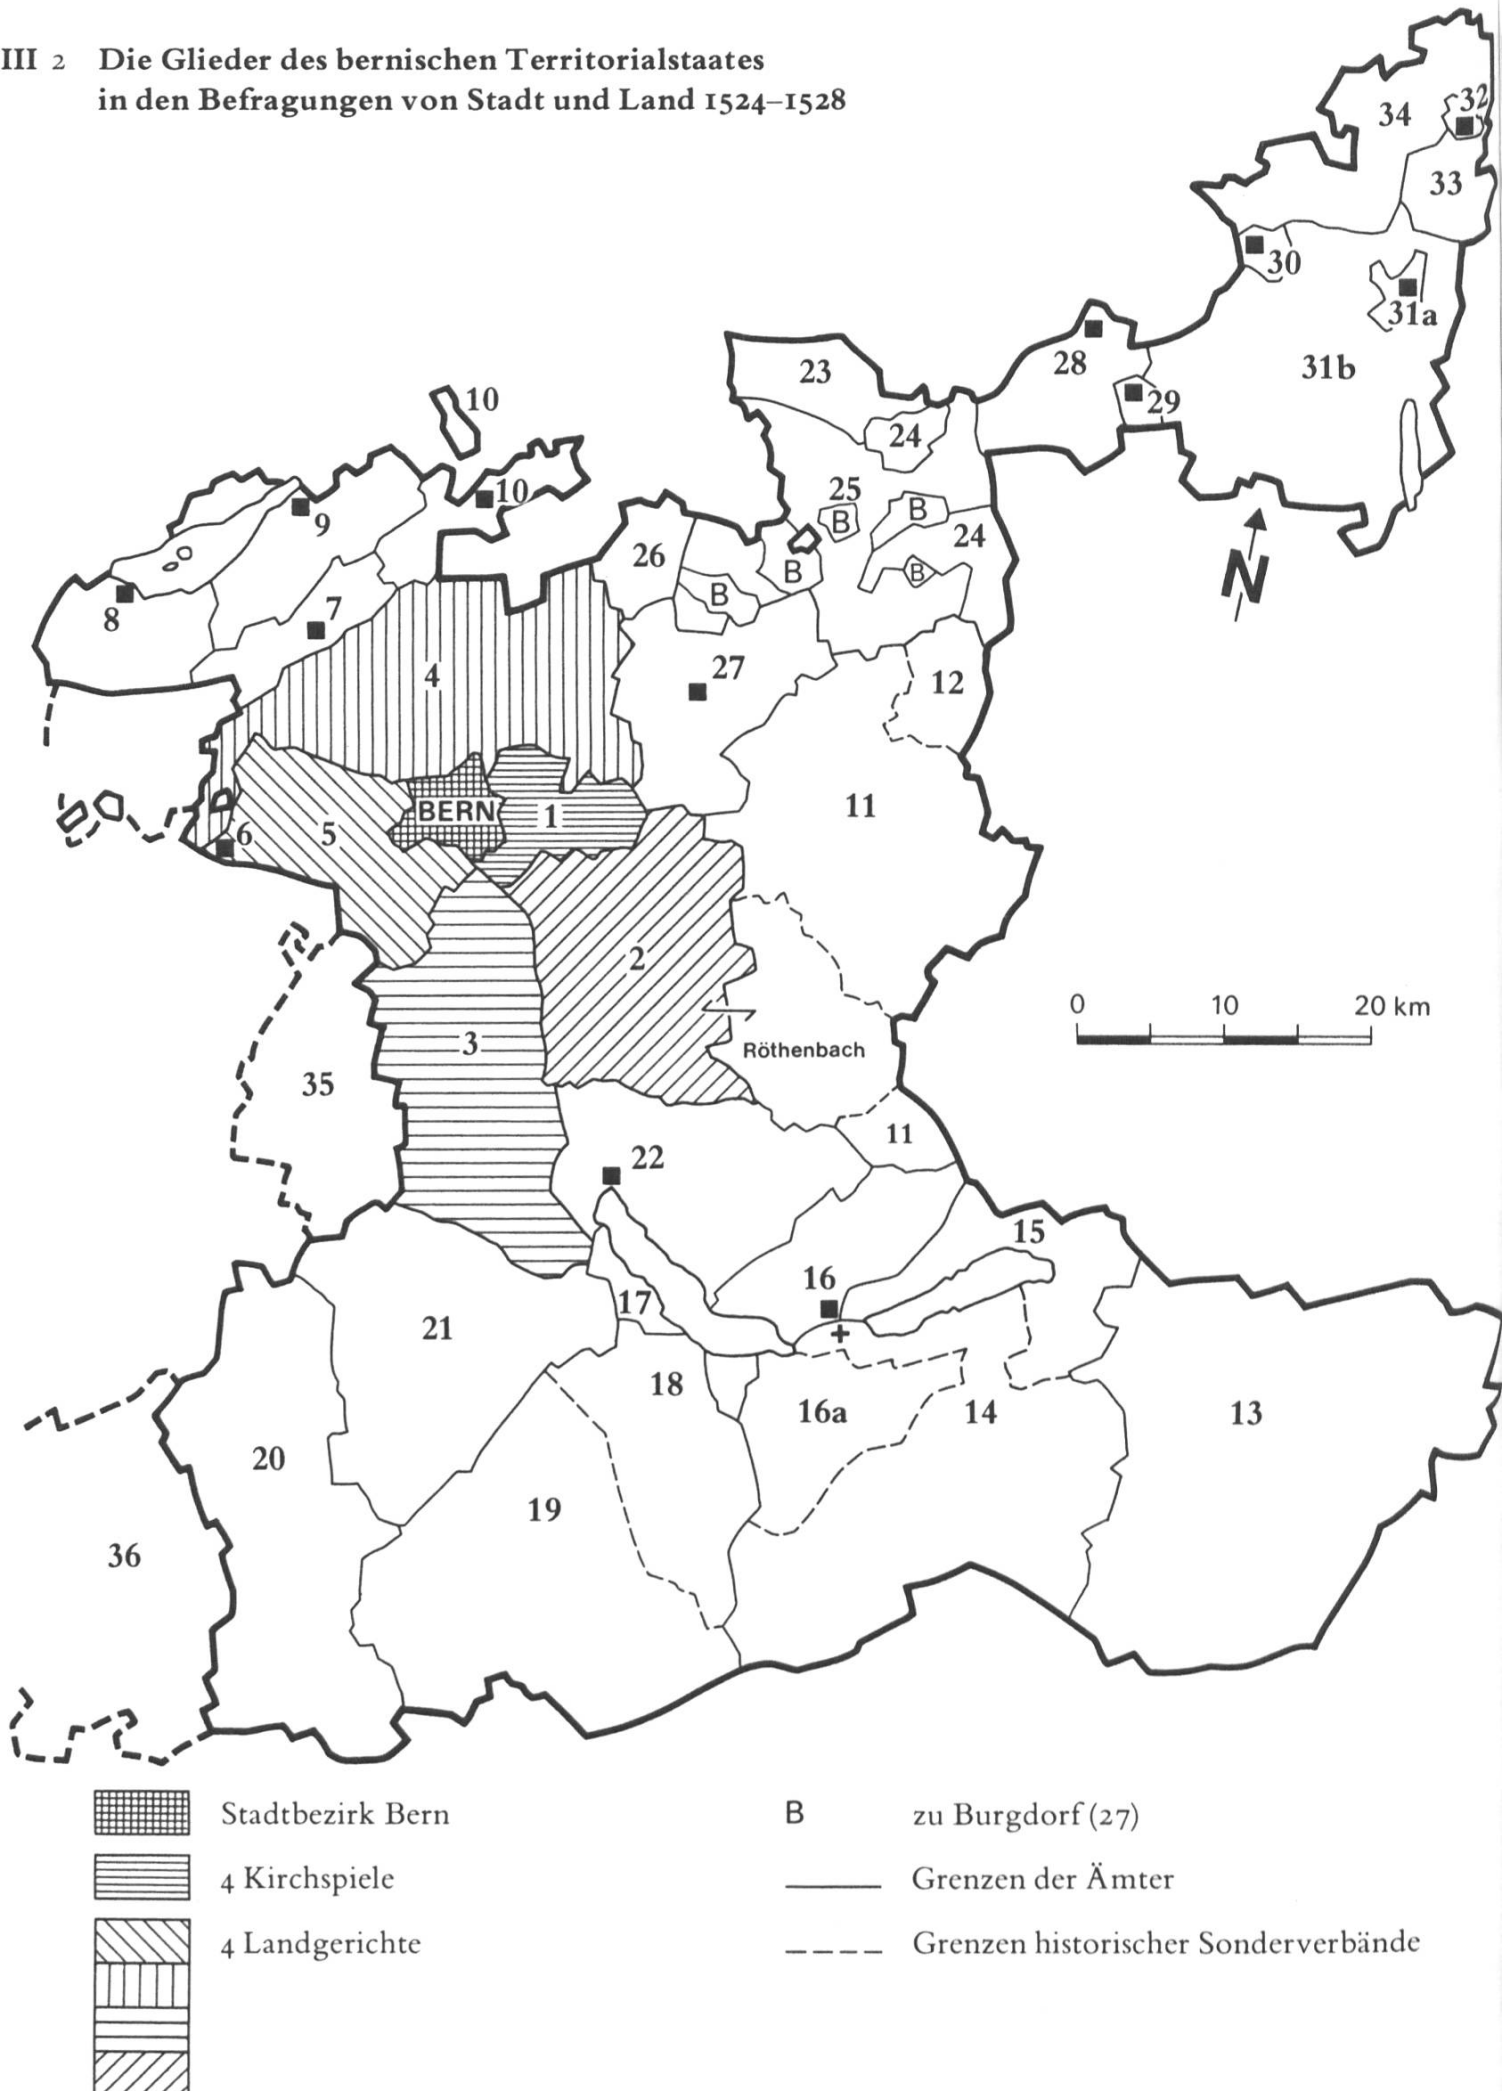 III 2 Die Glieder des bernischen Territorialstaates
in den Befragungen von Stadt und Land 1524–1528
34
32
33
30
31a
31b
28
29
23
24
10
10
9
25
B
B
24
B
26
B
B
8
7
27
12
4
BERN
1
11
6
5
2
3
Röthenbach
35
11
22
N
0 10 20 km
15
16
17
21
18
16a
14
13
20
19
36
Stadtbezirk Bern
4 Kirchspiele
4 Landgerichte
B zu Burgdorf (27)
Grenzen der Ämter
Grenzen historischer Sonderverbände